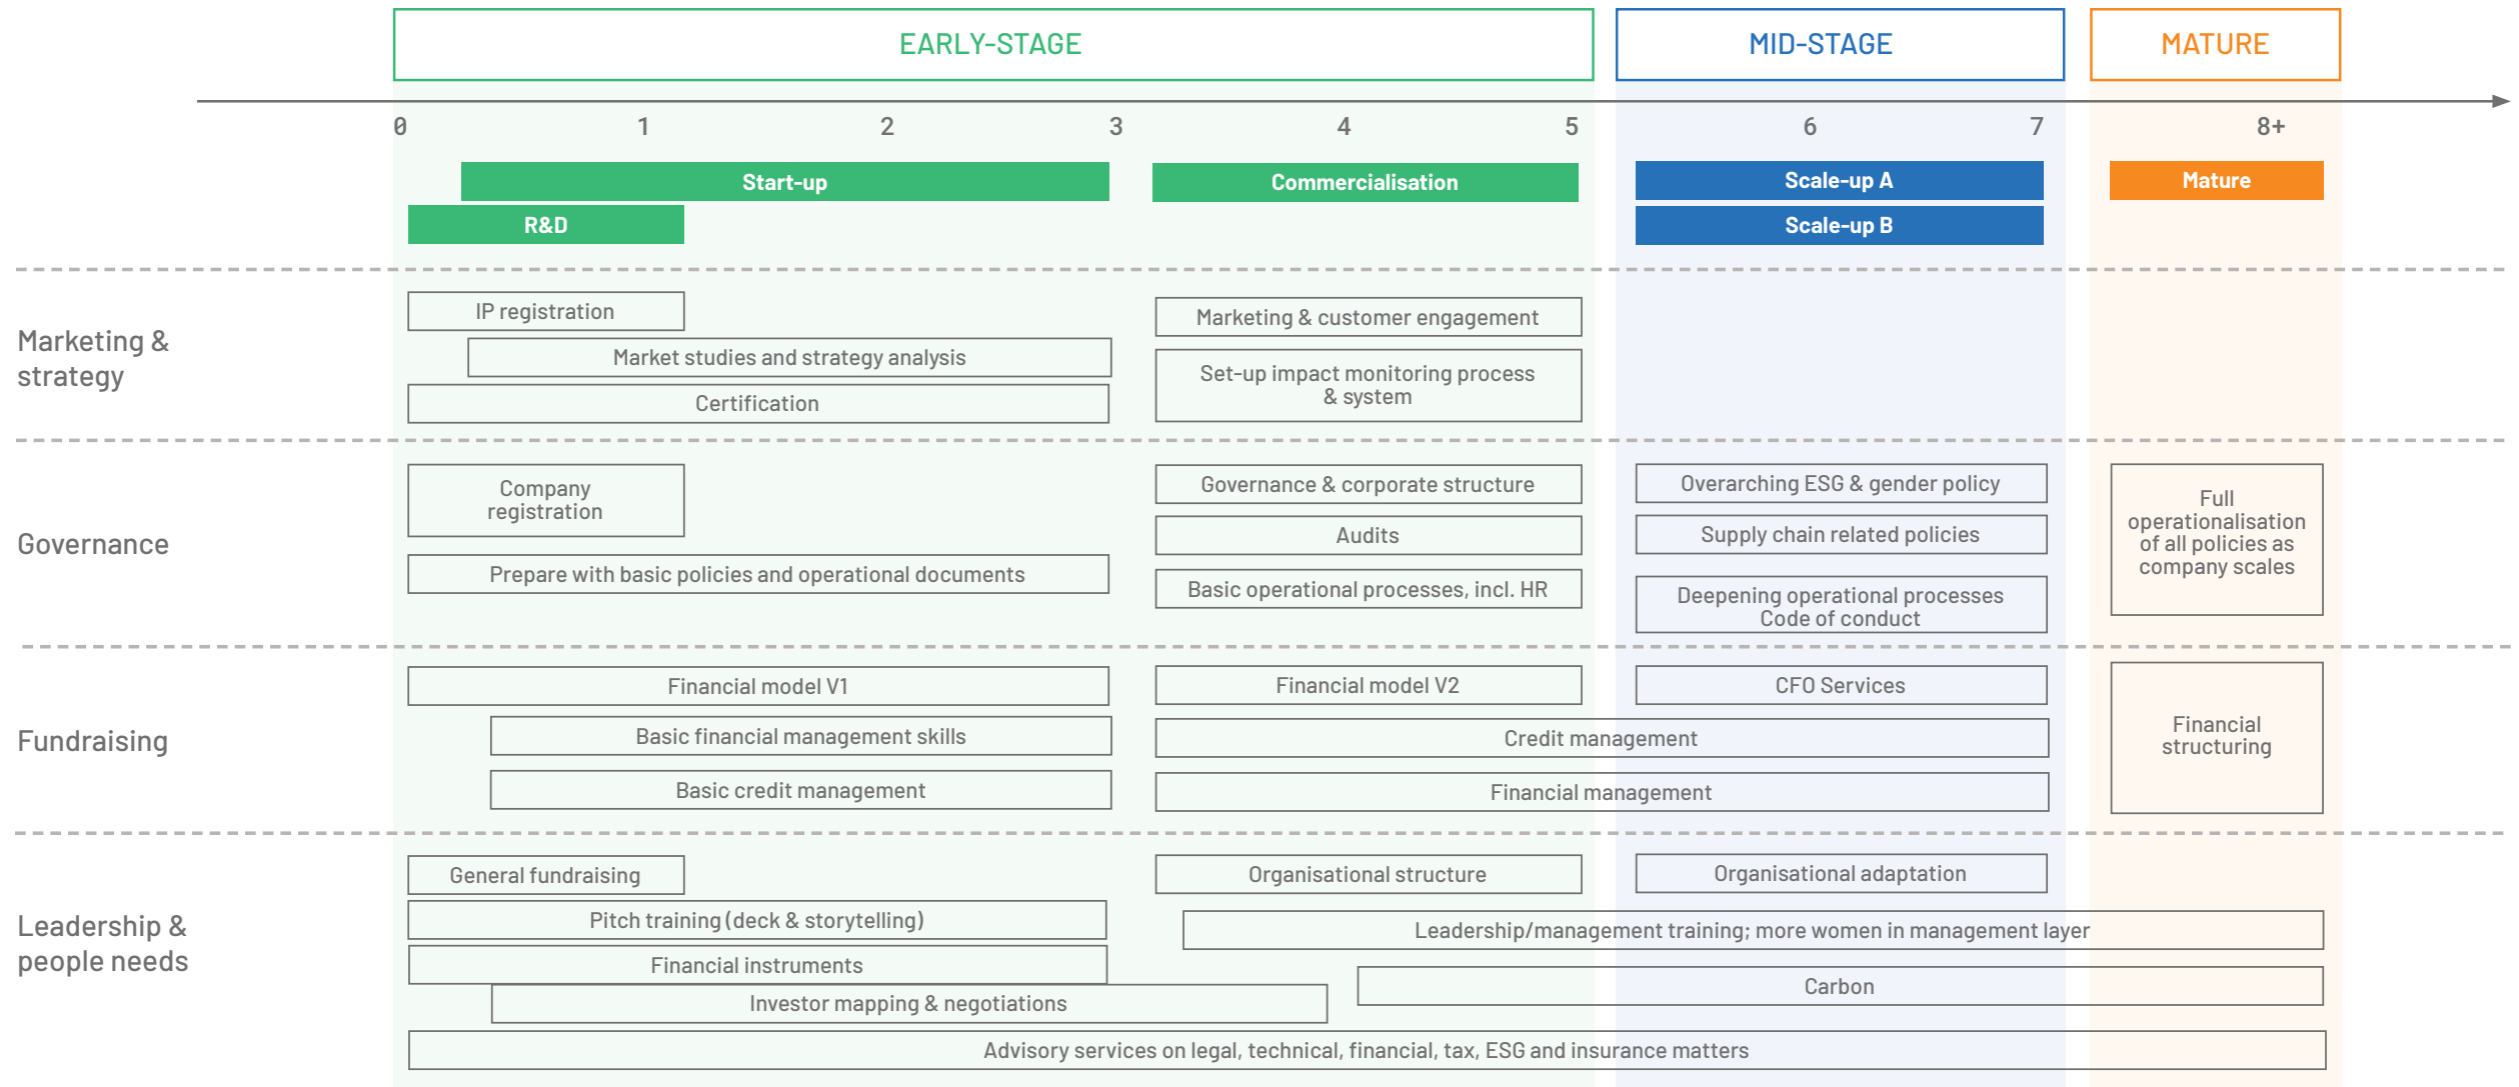 EARLY-STAGE
MID-STAGE
MATURE
0
1
2
3
4
5
6
7
8+
Start-up
Commercialisation
Scale-up A
Mature
R&D
Scale-up B
Marketing &
strategy
IP registration
Market studies and strategy analysis
Certification
Marketing & customer engagement
Set-up impact monitoring process
& system
Governance
Company
registration
Prepare with basic policies and operational documents
Governance & corporate structure
Audits
Basic operational processes, incl. HR
Overarching ESG & gender policy
Supply chain related policies
Deepening operational processes
Code of conduct
Full
operationalisation
of all policies as
company scales
Fundraising
Financial model V1
Basic financial management skills
Basic credit management
Financial model V2
CFO Services
Credit management
Financial management
Financial
structuring
Leadership &
people needs
General fundraising
Pitch training (deck & storytelling)
Financial instruments
Investor mapping & negotiations
Organisational structure
Organisational adaptation
Leadership/management training; more women in management layer
Carbon
Advisory services on legal, technical, financial, tax, ESG and insurance matters